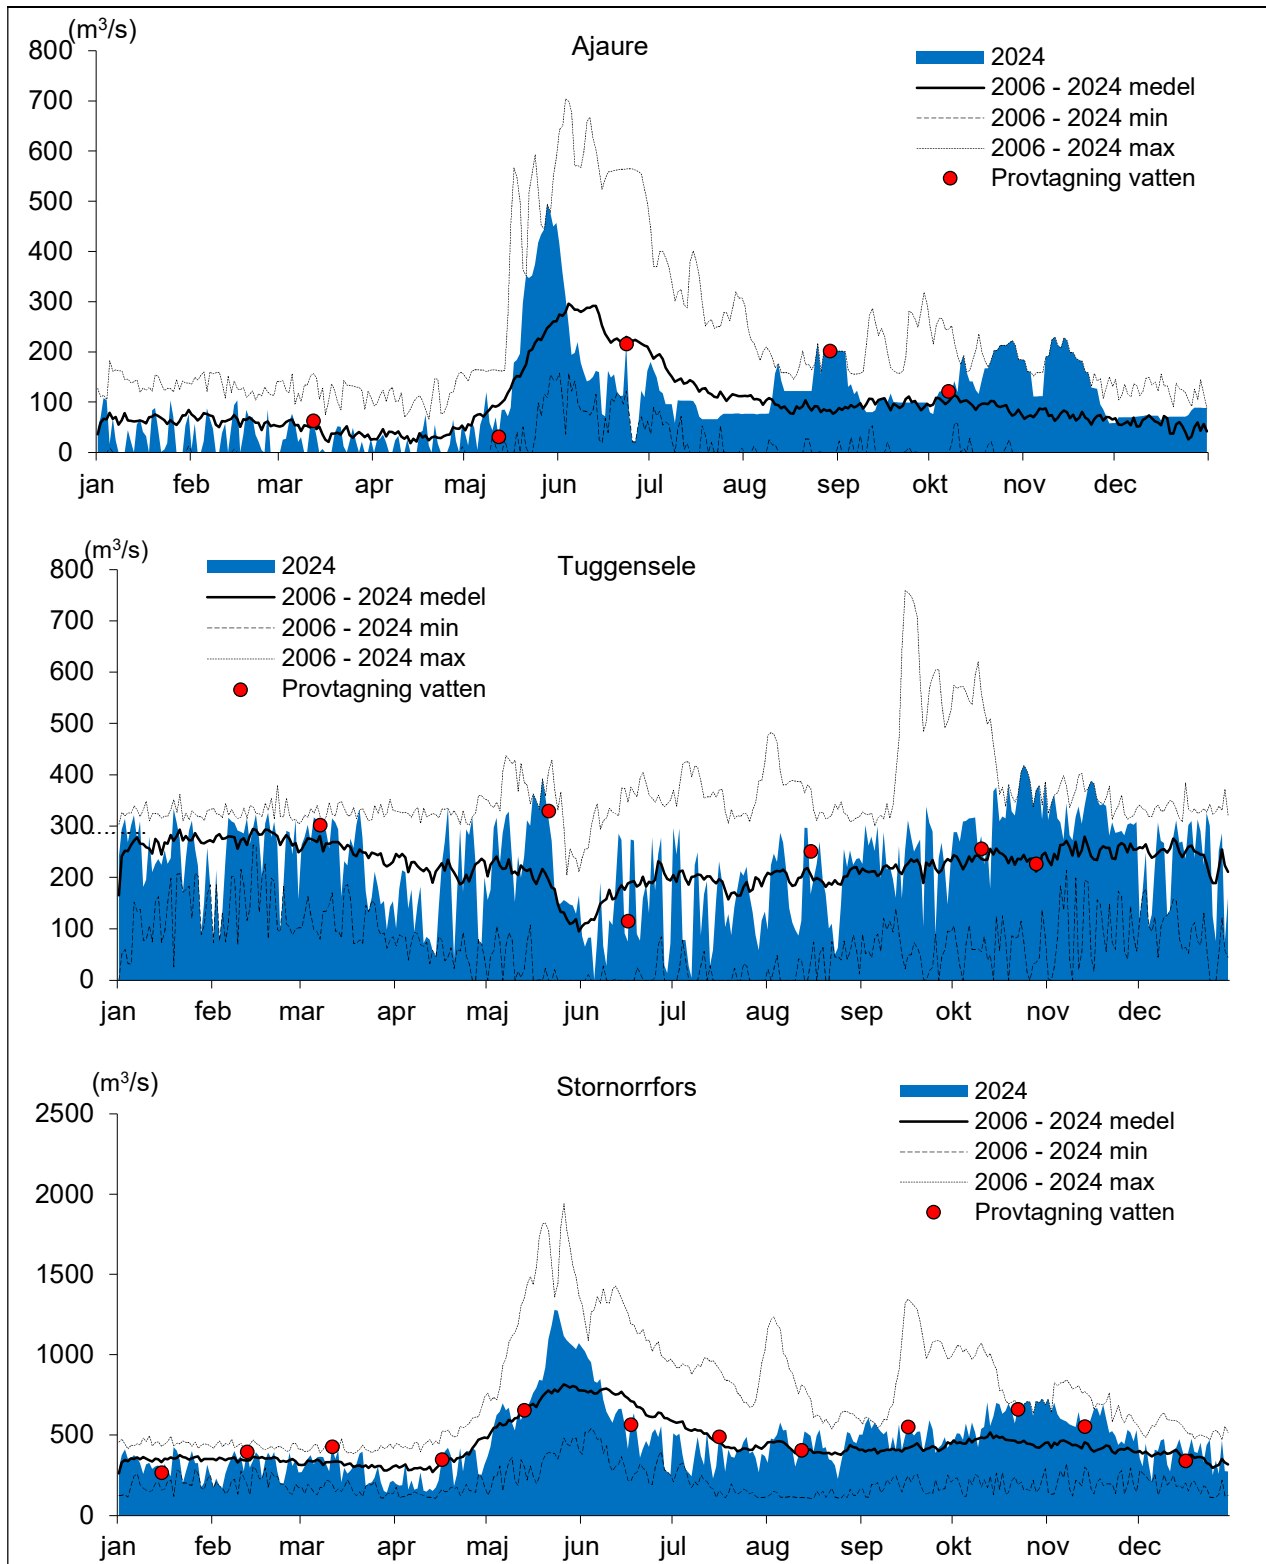 (m³/s)
Ajaure
800
700
600
500
400
300
200
100
0
2024
2006 - 2024 medel
2006 - 2024 min
2006 - 2024 max
Provtagning vatten
jan feb mar apr maj jun jul aug sep okt nov dec
(m³/s)
Tuggensele
800
700
600
500
400
300
200
100
0
2024
2006 - 2024 medel
2006 - 2024 min
2006 - 2024 max
Provtagning vatten
jan feb mar apr maj jun jul aug sep okt nov dec
(m³/s)
Stornorrfors
2500
2000
1500
1000
500
0
2024
2006 - 2024 medel
2006 - 2024 min
2006 - 2024 max
Provtagning vatten
jan feb mar apr maj jun jul aug sep okt nov dec